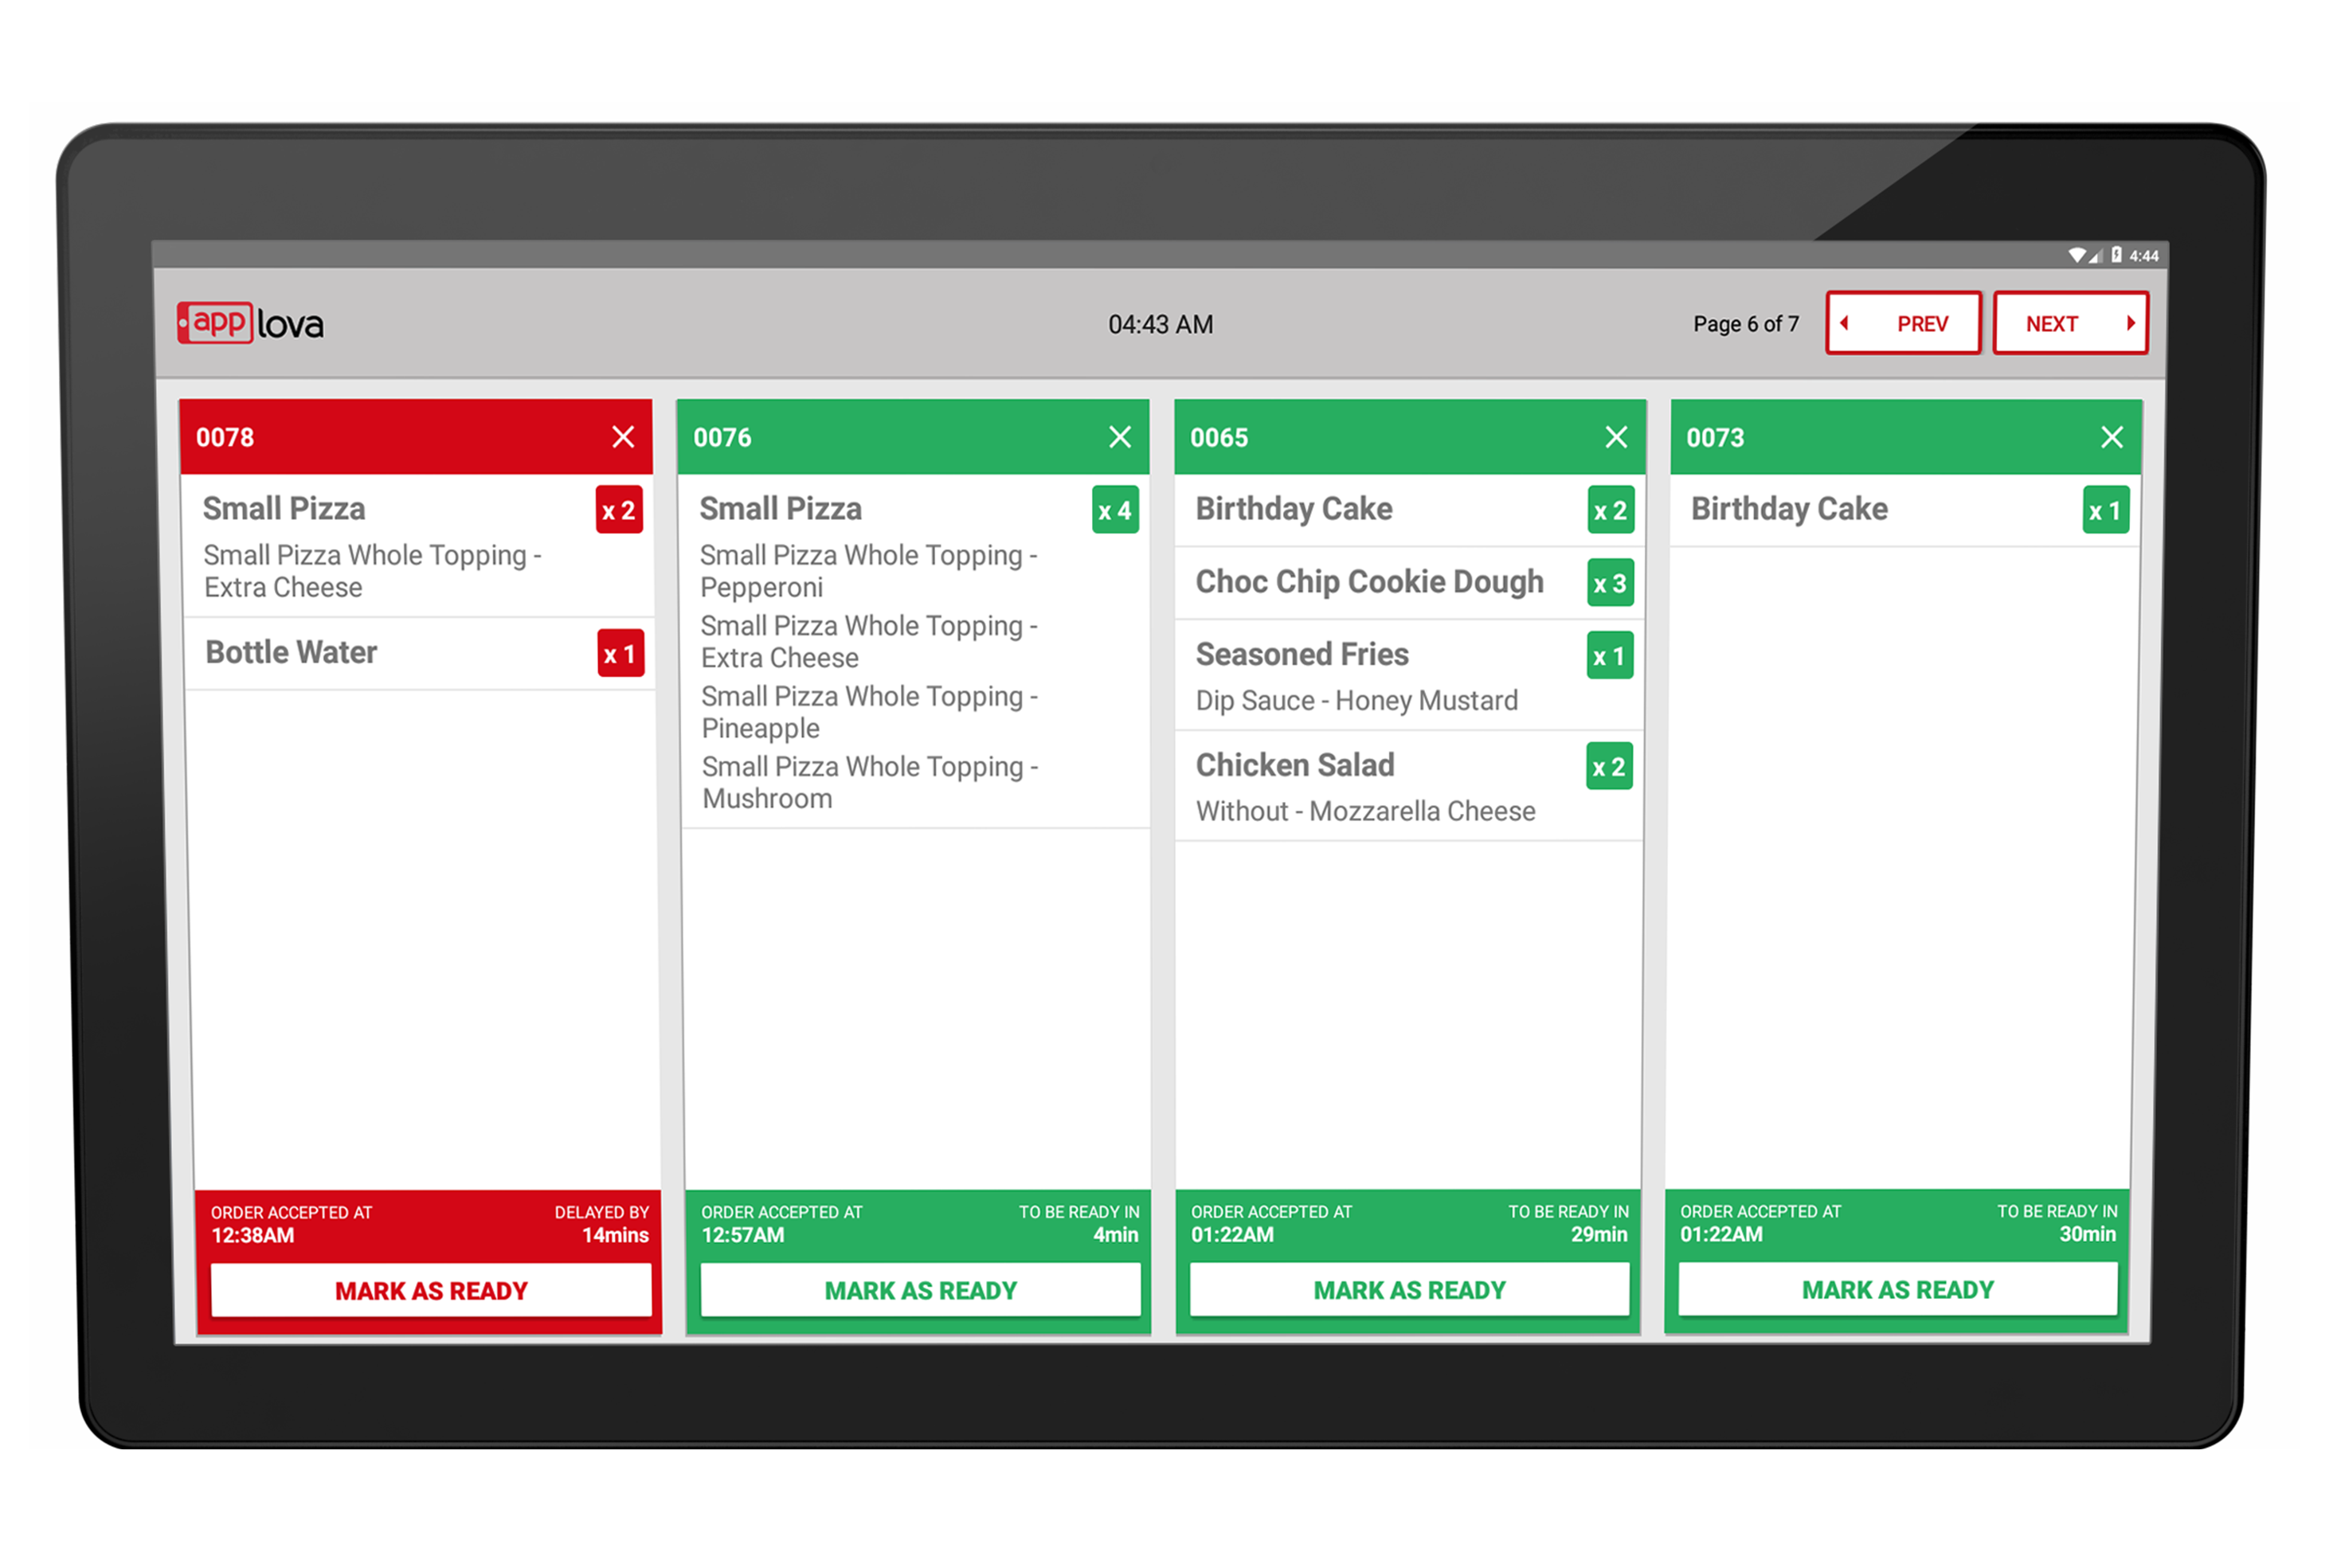 4:44
app lova
04:43 AM
Page 6 of 7
PREV
NEXT
0078
Small Pizza
x 2
Small Pizza Whole Topping -
Extra Cheese
Bottle Water
x 1
ORDER ACCEPTED AT
12:38AM
DELAYED BY
14mins
MARK AS READY
0076
Small Pizza
x 4
Small Pizza Whole Topping -
Pepperoni
Small Pizza Whole Topping -
Extra Cheese
Small Pizza Whole Topping -
Pineapple
Small Pizza Whole Topping -
Mushroom
ORDER ACCEPTED AT
12:57AM
TO BE READY IN
4min
MARK AS READY
0065
Birthday Cake
x 2
Choc Chip Cookie Dough
x 3
Seasoned Fries
x 1
Dip Sauce - Honey Mustard
Chicken Salad
x 2
Without - Mozzarella Cheese
ORDER ACCEPTED AT
01:22AM
TO BE READY IN
29min
MARK AS READY
0073
Birthday Cake
x 1
ORDER ACCEPTED AT
01:22AM
TO BE READY IN
30min
MARK AS READY